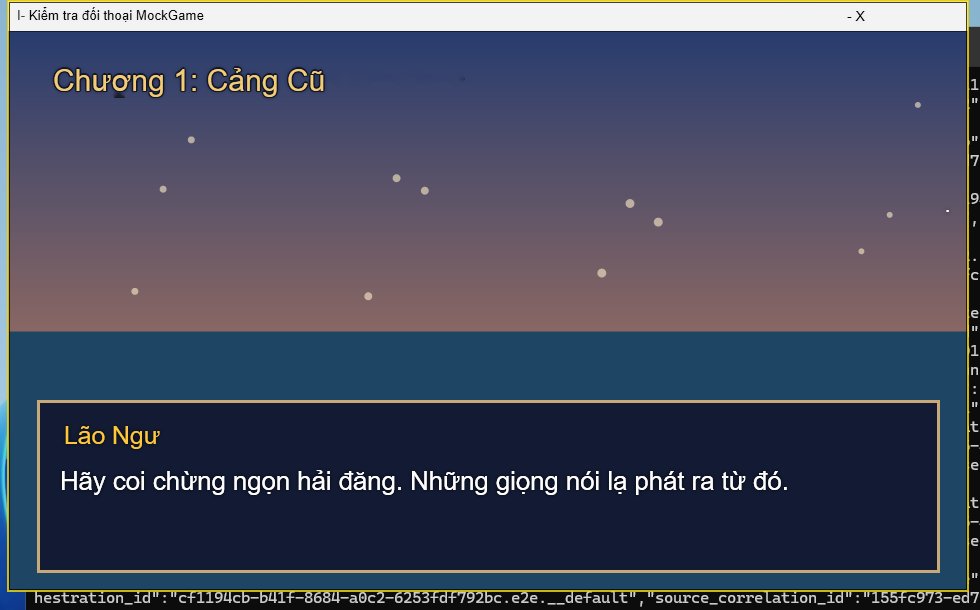 I- Kiểm tra đối thoại MockGame
- X
Chương 1: Cảng Cũ
Lão Ngư
Hãy coi chừng ngọn hải đăng. Những giọng nói lạ phát ra từ đó.
hestration_id":"cf1194cb-b41f-8684-a0c2-6253fdf792bc.e2e.__default","source_correlation_id":"155fc973-ed